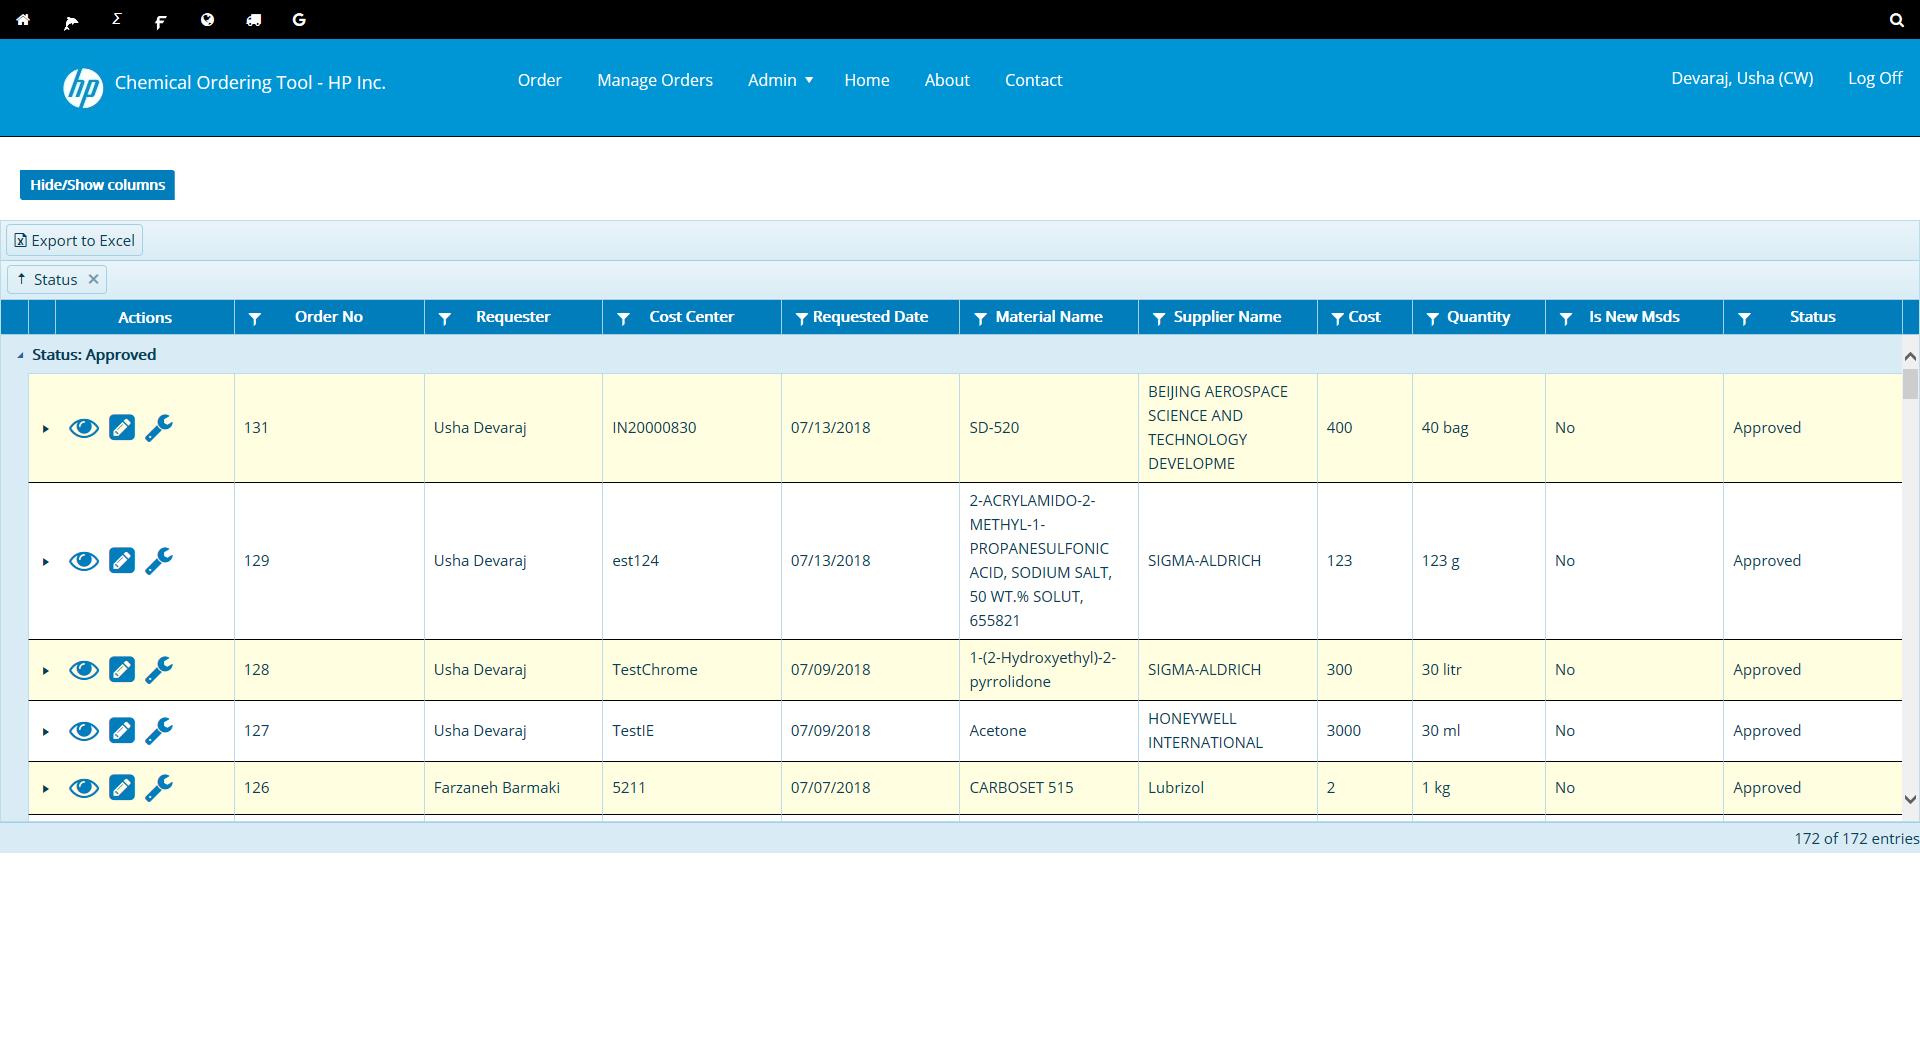 hp Chemical Ordering Tool - HP Inc. Order Manage Orders Admin Home About Contact Devaraj, Usha (CW) Log Off
Hide/Show columns
Export to Excel
Status
Actions Order No Requester Cost Center Requested Date Material Name Supplier Name Cost Quantity Is New Msds Status
Status: Approved
131 Usha Devaraj IN20000830 07/13/2018 SD-520 BEIJING AEROSPACE SCIENCE AND TECHNOLOGY DEVELOPME 400 40 bag No Approved
129 Usha Devaraj est124 07/13/2018 2-ACRYLAMIDO-2-METHYL-1-PROPANESULFONIC ACID, SODIUM SALT, 50 WT.% SOLUT, 655821 SIGMA-ALDRICH 123 123 g No Approved
128 Usha Devaraj TestChrome 07/09/2018 1-(2-Hydroxyethyl)-2-pyrrolidone SIGMA-ALDRICH 300 30 litr No Approved
127 Usha Devaraj TestIE 07/09/2018 Acetone HONEYWELL INTERNATIONAL 3000 30 ml No Approved
126 Farzaneh Barmaki 5211 07/07/2018 CARBOSET 515 Lubrizol 2 1 kg No Approved
172 of 172 entries